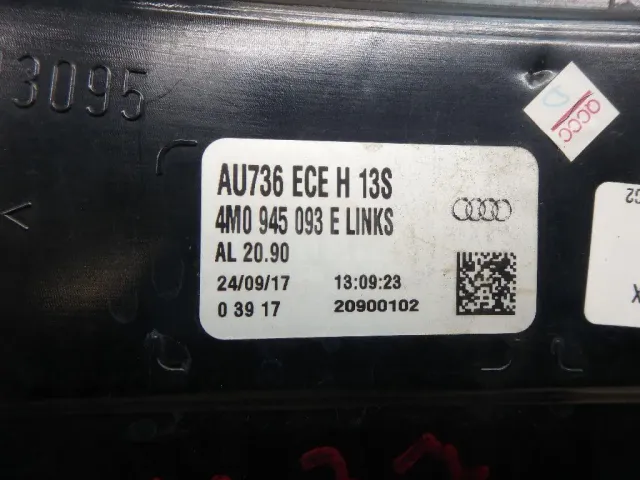 3095
QCCC
D
AU736 ECE H 13S
4M0 945 093 E LINKS
AL 20.90
24/09/17 13:09:23
0 39 17 20900102